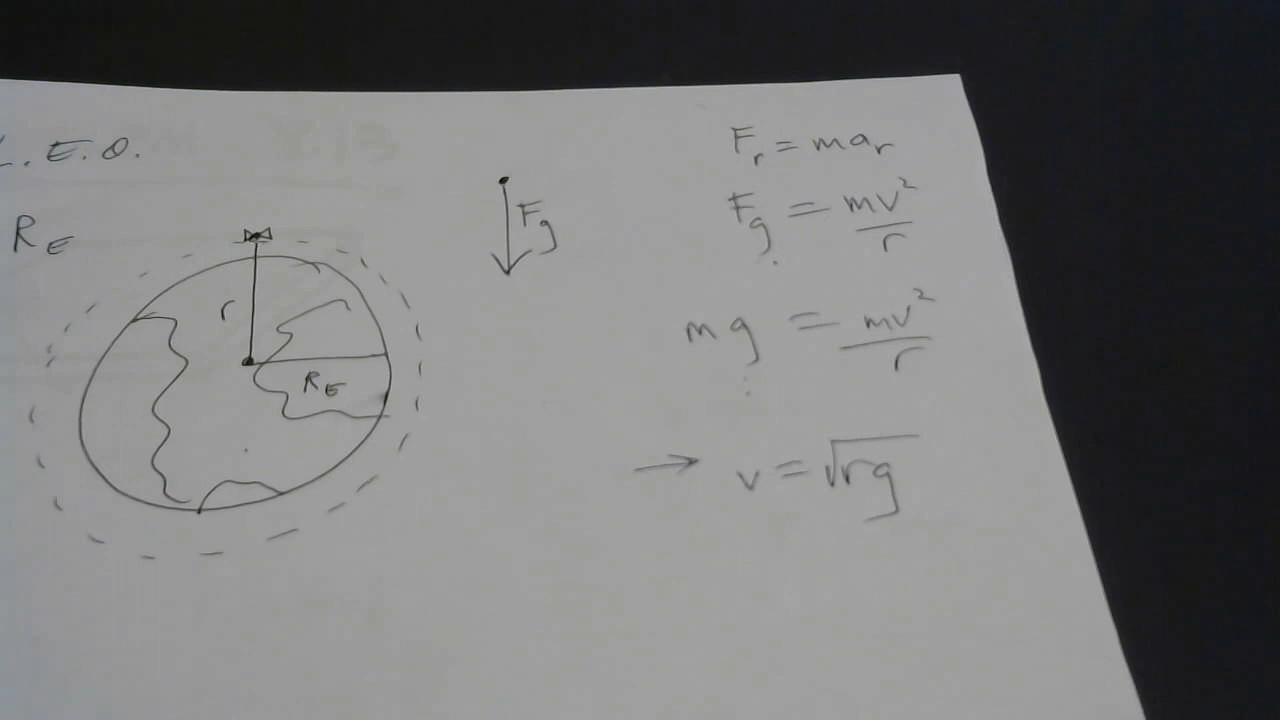 L.E.O.
R_E
r
R_E
F_g
F_r = ma_r
F_g = mv²/r
mg = mv²/r
→ v = √rg